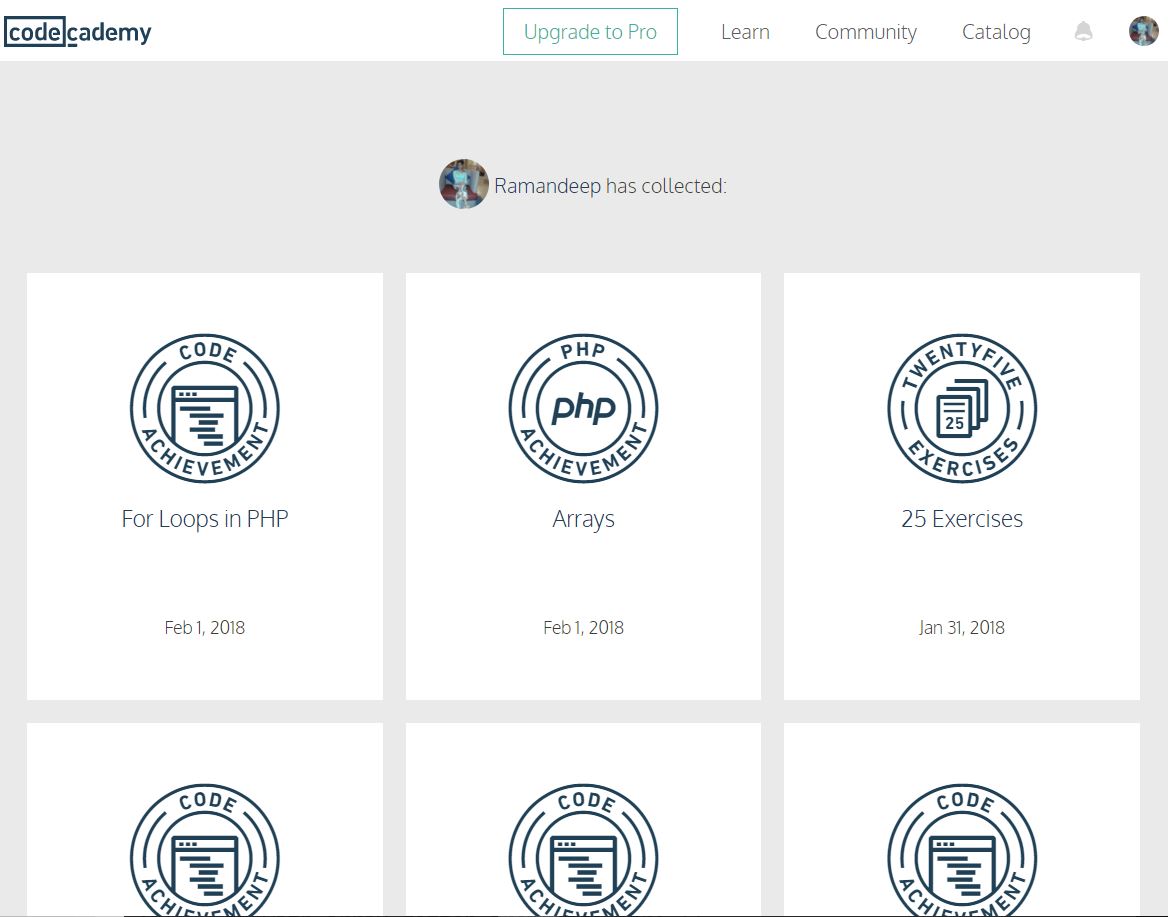 codecademy
Upgrade to Pro
Learn
Community
Catalog
Ramandeep has collected:
CODE
ACHIEVEMENT
For Loops in PHP
Feb 1, 2018
PHP
php
ACHIEVEMENT
Arrays
Feb 1, 2018
TWENTYFIVE
25
EXERCISES
25 Exercises
Jan 31, 2018
CODE
ACHIEVEMENT
CODE
ACHIEVEMENT
CODE
ACHIEVEMENT